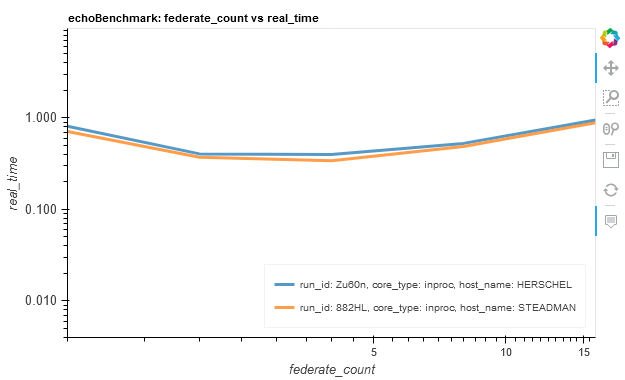 echoBenchmark: federate_count vs real_time
real_time
1.000
0.100
0.010
run_id: Zu60n, core_type: inproc, host_name: HERSCHEL
run_id: 882HL, core_type: inproc, host_name: STEADMAN
5
10
15
federate_count